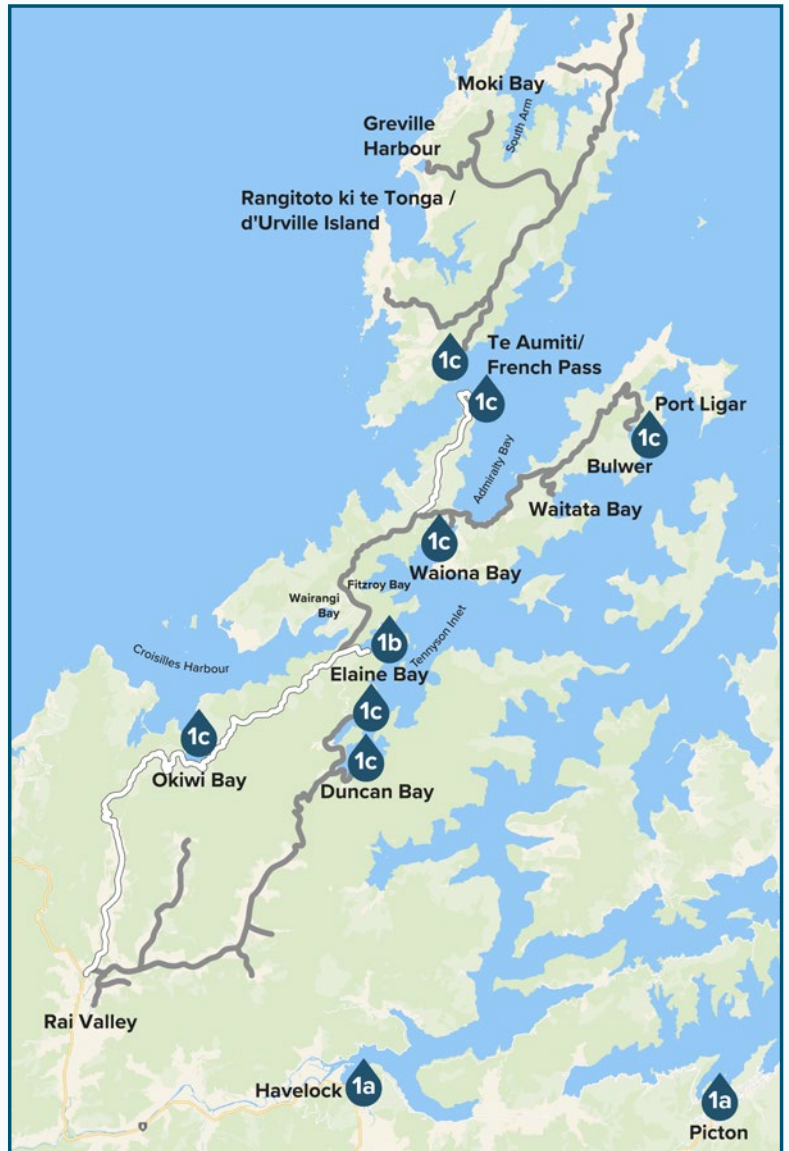 Moki Bay
South Arm
Greville
Harbour
Rangitoto ki te Tonga /
d'Urville Island
1c
Te Aumiti/
French Pass
1c
Port Ligar
1c
Bulwer
Admiralty Bay
Waitata Bay
1c
Waiona Bay
Fitzroy Bay
Wairangi
Bay
Tennyson Inlet
1b
Croisilles Harbour
Elaine Bay
1c
1c
1c
Okiwi Bay
Duncan Bay
Rai Valley
Havelock
1a
1a
6
Picton